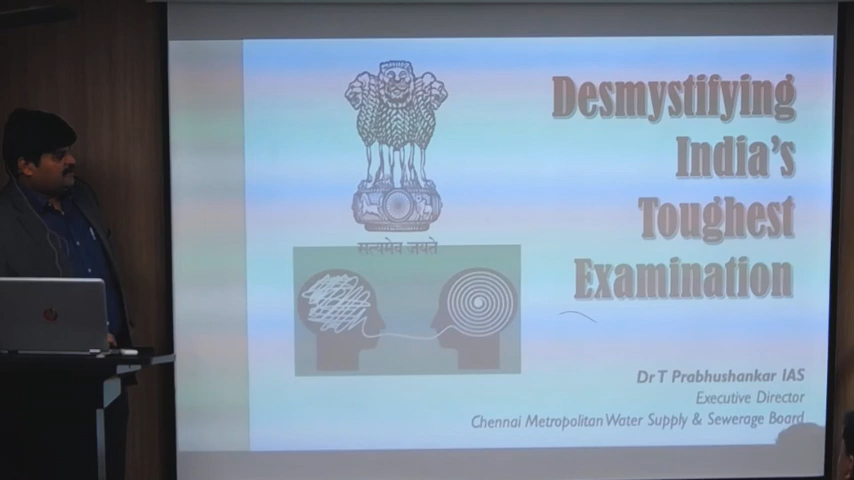 सत्यमेव जयते
Desmystifying
India's
Toughest
Examination
Dr T Prabhushankar IAS
Executive Director
Chennai Metropolitan Water Supply & Sewerage Board